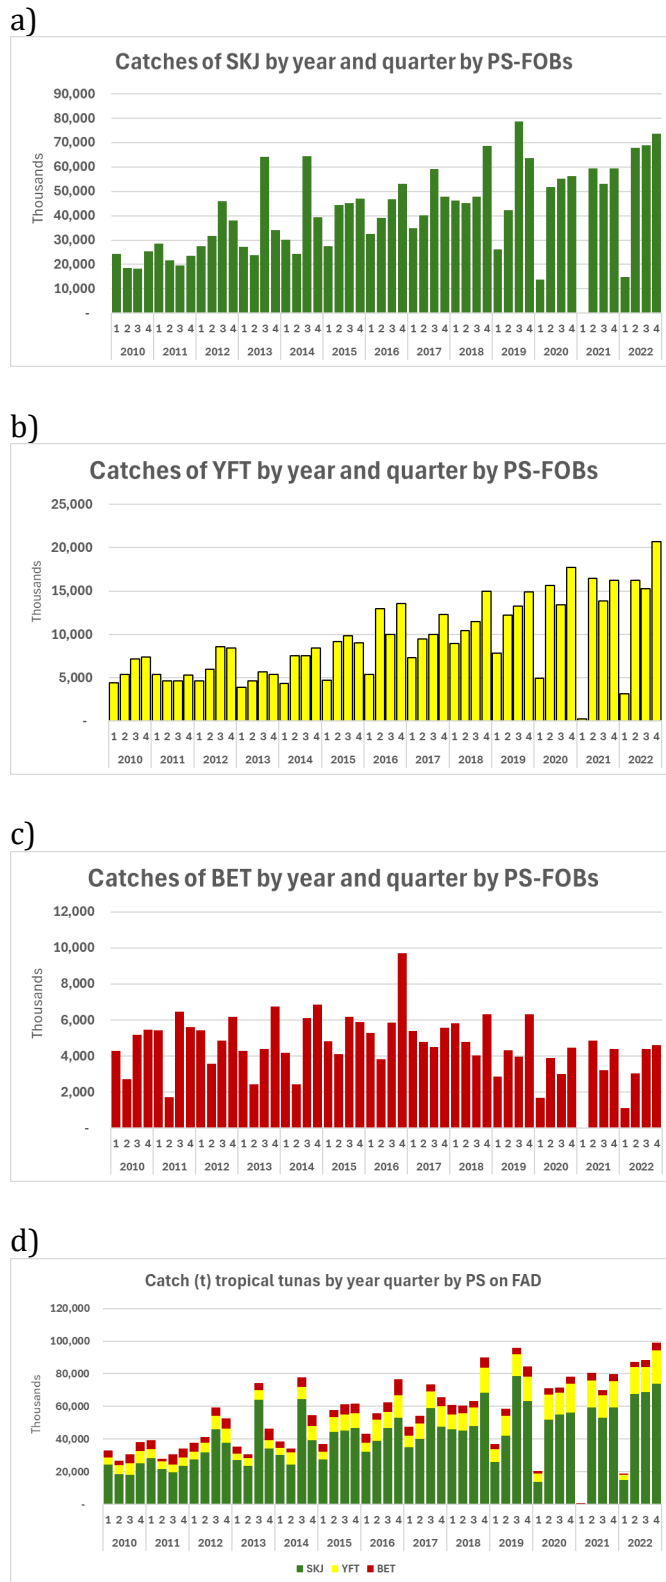 a)
Catches of SKJ by year and quarter by PS-FOBs
Thousands
90,000
80,000
70,000
60,000
50,000
40,000
30,000
20,000
10,000
-
1 2 3 4 1 2 3 4 1 2 3 4 1 2 3 4 1 2 3 4 1 2 3 4 1 2 3 4 1 2 3 4 1 2 3 4 1 2 3 4 1 2 3 4 1 2 3 4 1 2 3 4
2010 2011 2012 2013 2014 2015 2016 2017 2018 2019 2020 2021 2022
b)
Catches of YFT by year and quarter by PS-FOBs
Thousands
25,000
20,000
15,000
10,000
5,000
-
1 2 3 4 1 2 3 4 1 2 3 4 1 2 3 4 1 2 3 4 1 2 3 4 1 2 3 4 1 2 3 4 1 2 3 4 1 2 3 4 1 2 3 4 1 2 3 4 1 2 3 4
2010 2011 2012 2013 2014 2015 2016 2017 2018 2019 2020 2021 2022
c)
Catches of BET by year and quarter by PS-FOBs
Thousands
12,000
10,000
8,000
6,000
4,000
2,000
-
1 2 3 4 1 2 3 4 1 2 3 4 1 2 3 4 1 2 3 4 1 2 3 4 1 2 3 4 1 2 3 4 1 2 3 4 1 2 3 4 1 2 3 4 1 2 3 4 1 2 3 4
2010 2011 2012 2013 2014 2015 2016 2017 2018 2019 2020 2021 2022
d)
Catch (t) tropical tunas by year quarter by PS on FAD
Thousands
120,000
100,000
80,000
60,000
40,000
20,000
-
1 2 3 4 1 2 3 4 1 2 3 4 1 2 3 4 1 2 3 4 1 2 3 4 1 2 3 4 1 2 3 4 1 2 3 4 1 2 3 4 1 2 3 4 1 2 3 4 1 2 3 4
2010 2011 2012 2013 2014 2015 2016 2017 2018 2019 2020 2021 2022
SKJ YFT BET